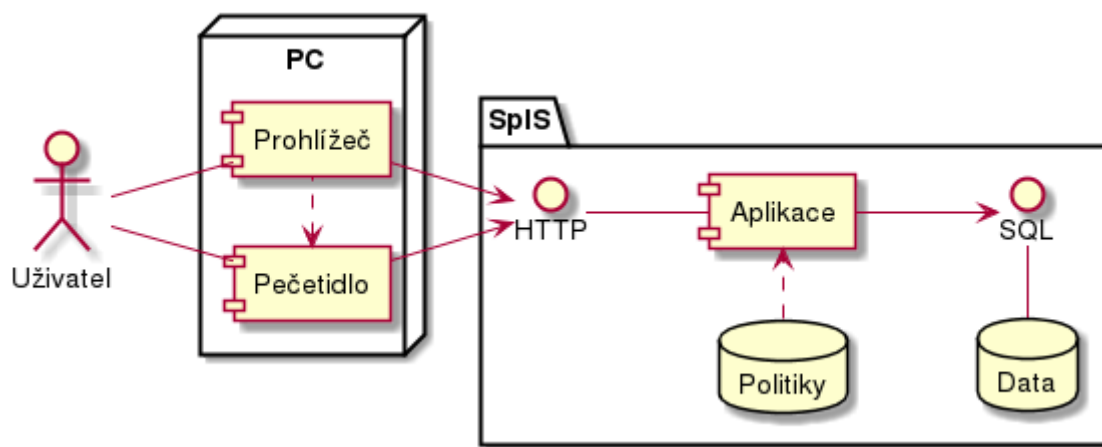 PC
Prohlížeč
Pečetidlo
Uživatel
SpIS
HTTP
Aplikace
SQL
Politiky
Data